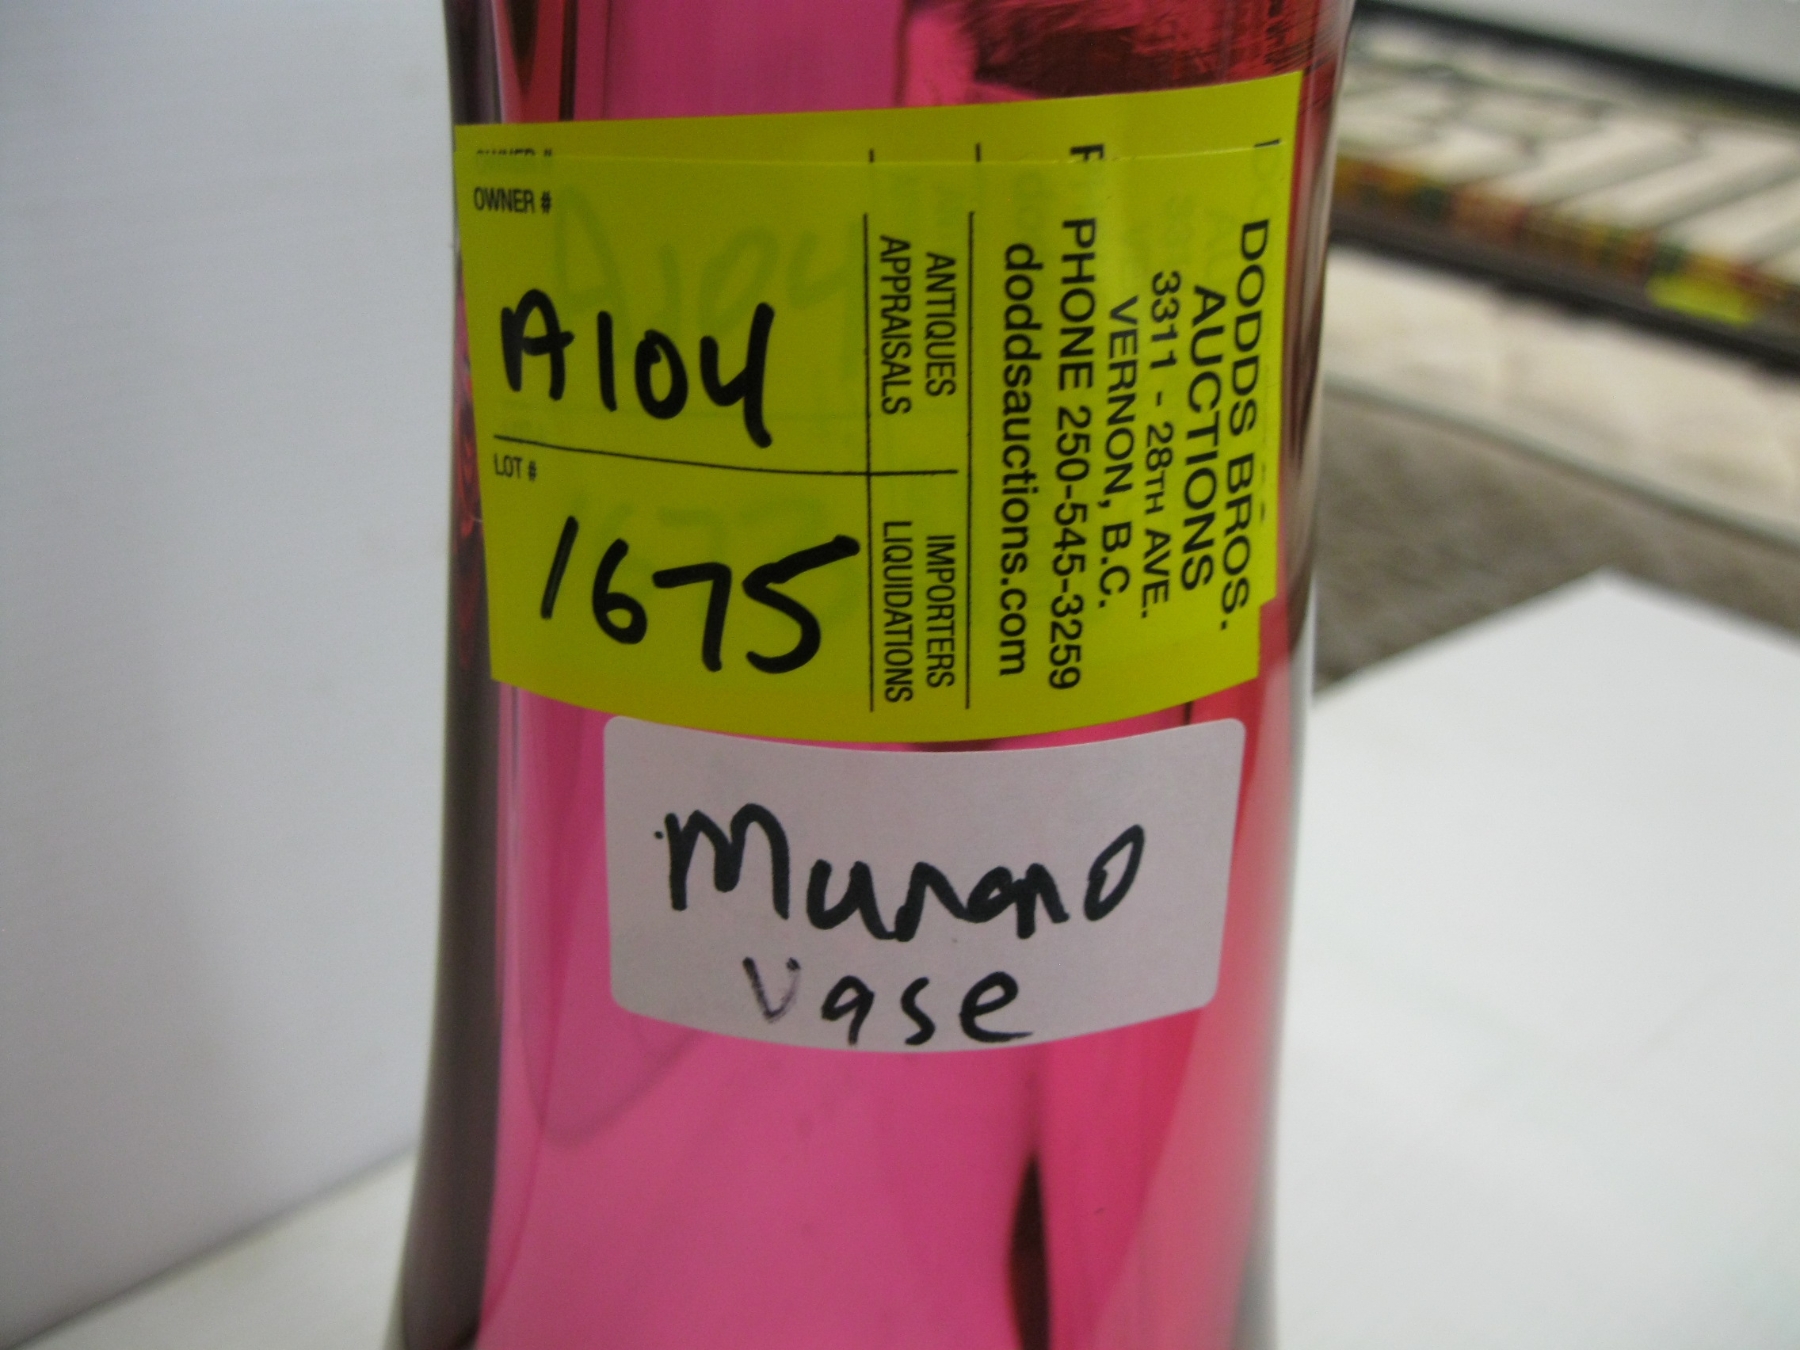 OWNER #
A104
LOT #
1675
ANTIQUES
APPRAISALS
IMPORTERS
LIQUIDATIONS
DODDS BROS.
AUCTIONS
3311 - 28TH AVE.
VERNON, B.C.
PHONE 250-545-3259
doddsauctions.com
Murano
Vase